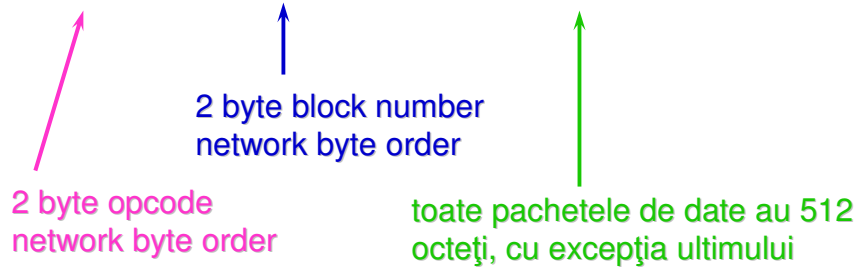 2 byte block number
network byte order
2 byte opcode
network byte order
toate pachetele de date au 512
octeţi, cu excepţia ultimului